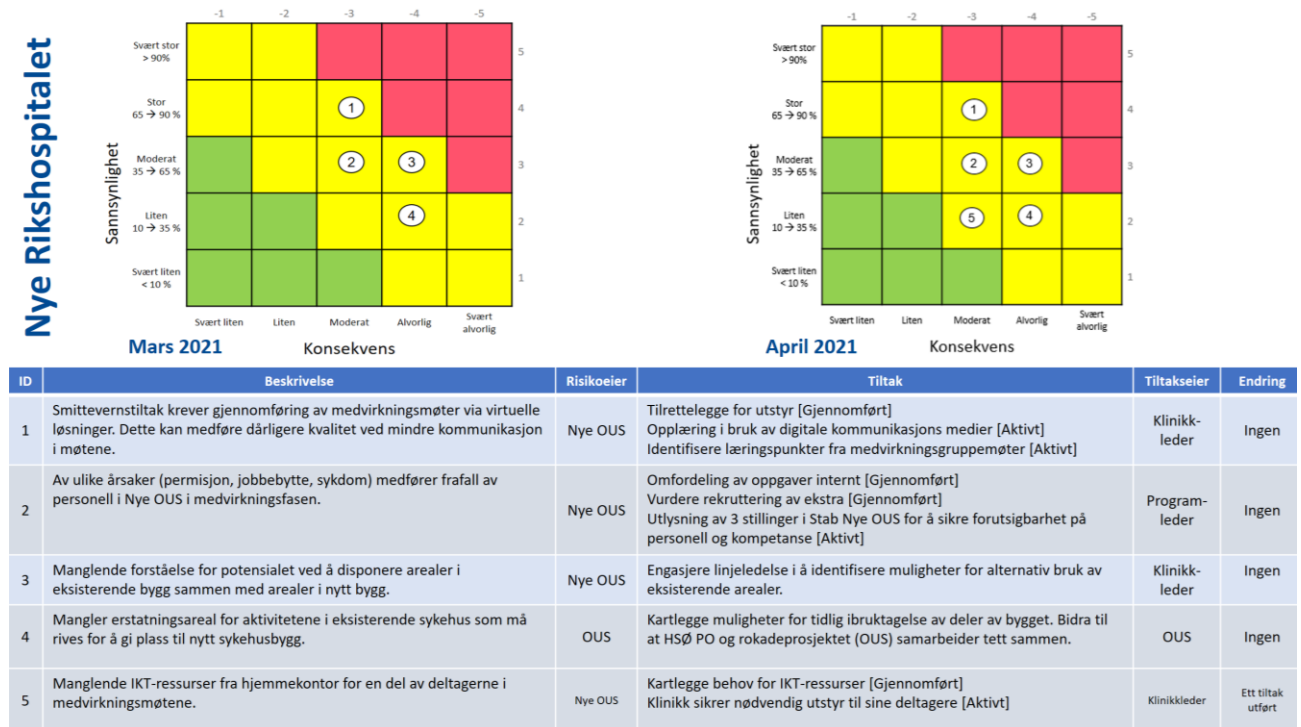 Nye Rikshospitalet
-1 -2 -3 -4 -5
Sannsynlighet
Svært stor
> 90%
5
Stor
65 → 90 %
1
4
Moderat
35 → 65 %
2 3
3
Liten
10 → 35 %
4
2
Svært liten
< 10 %
1
Svært liten Liten Moderat Alvorlig Svært
alvorlig
Mars 2021 Konsekvens
-1 -2 -3 -4 -5
Sannsynlighet
Svært stor
>90%
5
Stor
65 → 90 %
1
4
Moderat
35 → 65 %
2 3
3
Liten
10 → 35 %
5 4
2
Svært liten
< 10 %
1
Svært liten Liten Moderat Alvorlig Svært
alvorlig
April 2021 Konsekvens
ID Beskrivelse Risikoeier Tiltak Tiltakseier Endring
1
Smittevernstiltak krever gjennomføring av medvirkningsmøter via virtuelle
løsninger. Dette kan medføre dårligere kvalitet ved mindre kommunikasjon
i møtene.
Nye OUS
Tilrettelegge for utstyr [Gjennomført]
Opplæring i bruk av digitale kommunikasjons medier [Aktivt]
Identifisere læringspunkter fra medvirkningsgruppemøter [Aktivt]
Klinikk-
leder
Ingen
2
Av ulike årsaker (permisjon, jobbebytte, sykdom) medfører frafall av
personell i Nye OUS i medvirkningsfasen.
Nye OUS
Omfordeling av oppgaver internt [Gjennomført]
Vurdere rekruttering av ekstra [Gjennomført]
Utlysning av 3 stillinger i Stab Nye OUS for å sikre forutsigbarhet på
personell og kompetanse [Aktivt]
Program-
leder
Ingen
3
Manglende forståelse for potensialet ved å disponere arealer i
eksisterende bygg sammen med arealer i nytt bygg.
Nye OUS
Engasjere linjeledelse i å identifisere muligheter for alternativ bruk av
eksisterende arealer.
Klinikk-
leder
Ingen
4
Mangler erstatningsareal for aktivitetene i eksisterende sykehus som må
rives for å gi plass til nytt sykehusbygg.
OUS
Kartlegge muligheter for tidlig ibruktagelse av deler av bygget. Bidra til
at HSØ PO og rokadeprosjektet (OUS) samarbeider tett sammen.
OUS
Ingen
5
Manglende IKT-ressurser fra hjemmekontor for en del av deltagerne i
medvirkningsmøtene.
Nye OUS
Kartlegge behov for IKT-ressurser [Gjennomført]
Klinikk sikrer nødvendig utstyr til sine deltagere [Aktivt]
Klinikkleder
Ett tiltak
utført